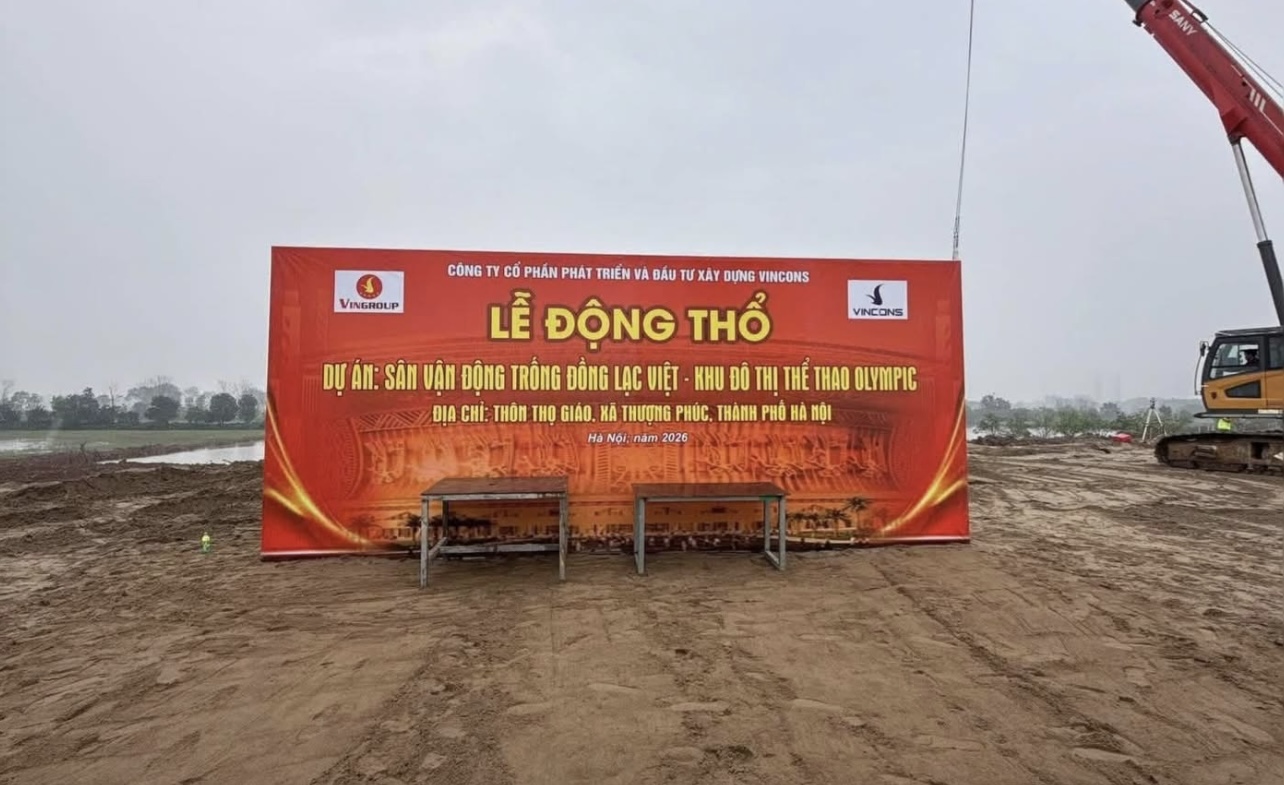 SANY
CÔNG TY CỔ PHẦN PHÁT TRIỂN VÀ ĐẦU TƯ XÂY DỰNG VINCONS
VINGROUP
VINCONS
LỄ ĐỘNG THỔ
DỰ ÁN: SÂN VẬN ĐỘNG TRỐNG ĐỒNG LẠC VIỆT - KHU ĐÔ THỊ THỂ THAO OLYMPIC
ĐỊA CHỈ: THÔN THỌ GIÁO, XÃ THƯỢNG PHÚC, THÀNH PHỐ HÀ NỘI
Hà Nội, năm 2026